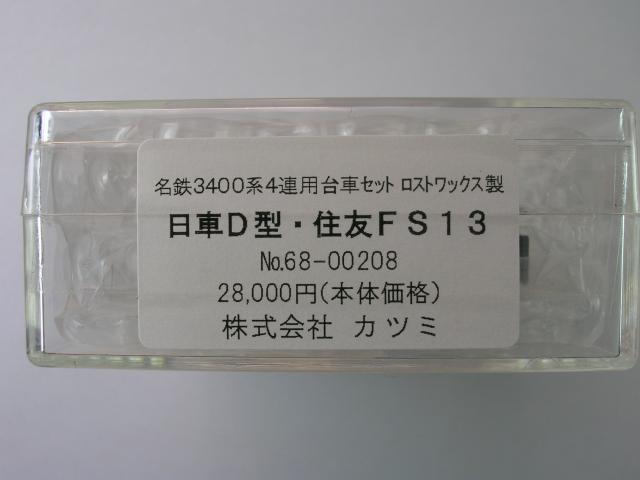 名鉄3400系4連用台車セット ロストワックス製
日車D型・住友FS13
№68-00208
28,000円(本体価格)
株式会社 カツミ